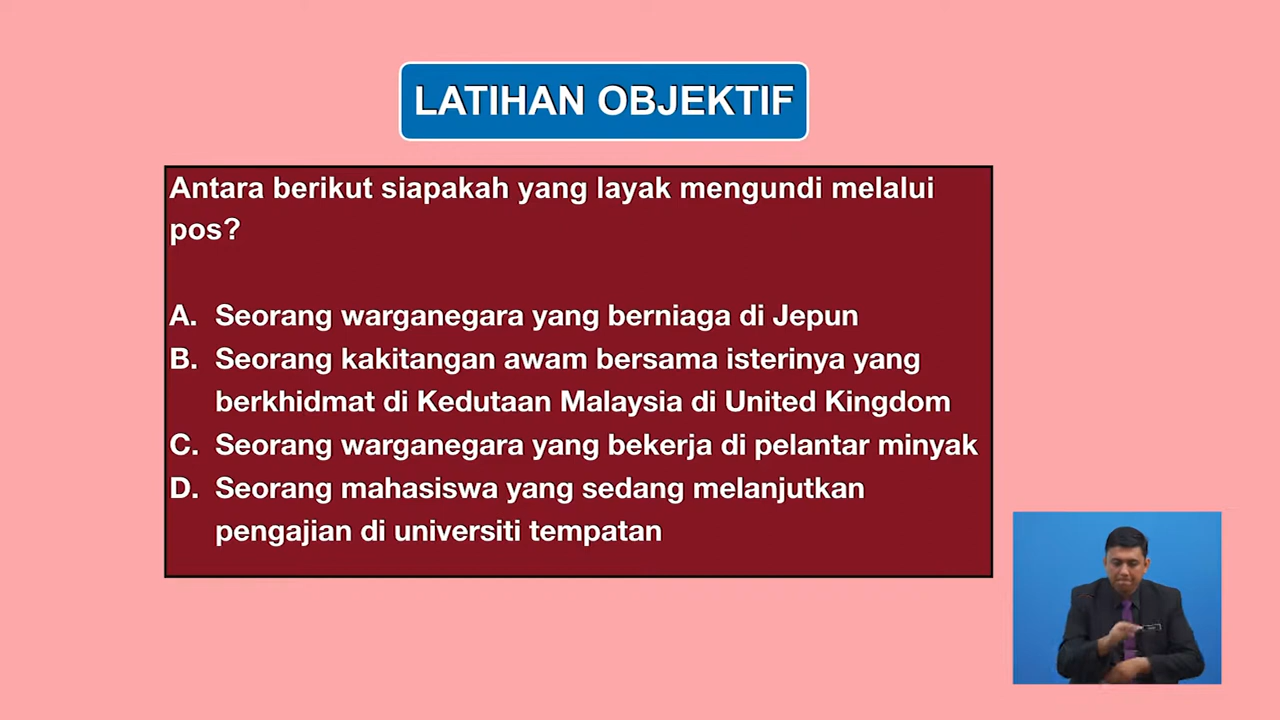 LATIHAN OBJEKTIF
Antara berikut siapakah yang layak mengundi melalui
pos?
A. Seorang warganegara yang berniaga di Jepun
B. Seorang kakitangan awam bersama isterinya yang
berkhidmat di Kedutaan Malaysia di United Kingdom
C. Seorang warganegara yang bekerja di pelantar minyak
D. Seorang mahasiswa yang sedang melanjutkan
pengajian di universiti tempatan